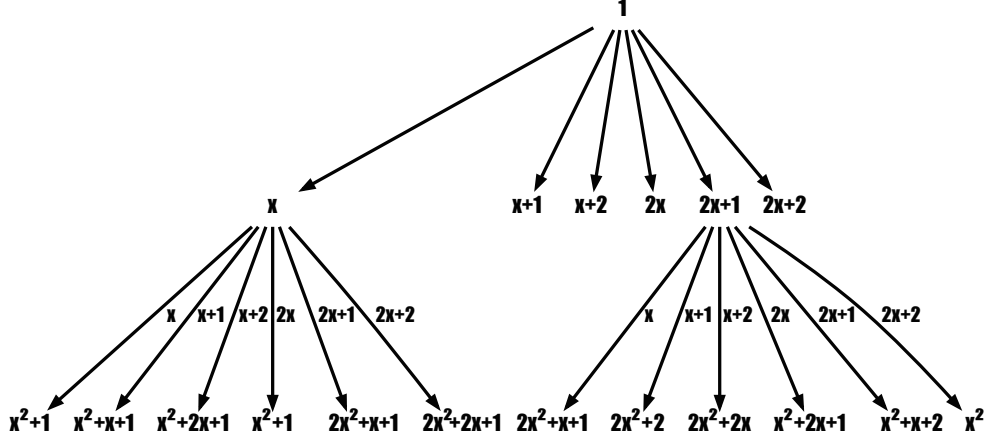 1
x x+1 x+2 2x 2x+1 2x+2
x x+1 x+2 2x 2x+1 2x+2 x x+1 x+2 2x 2x+1 2x+2
x²+1 x²+x+1 x²+2x+1 x²+1 2x²+x+1 2x²+2x+1 2x²+x+1 2x²+2 2x²+2x x²+2x+1 x²+x+2 x²